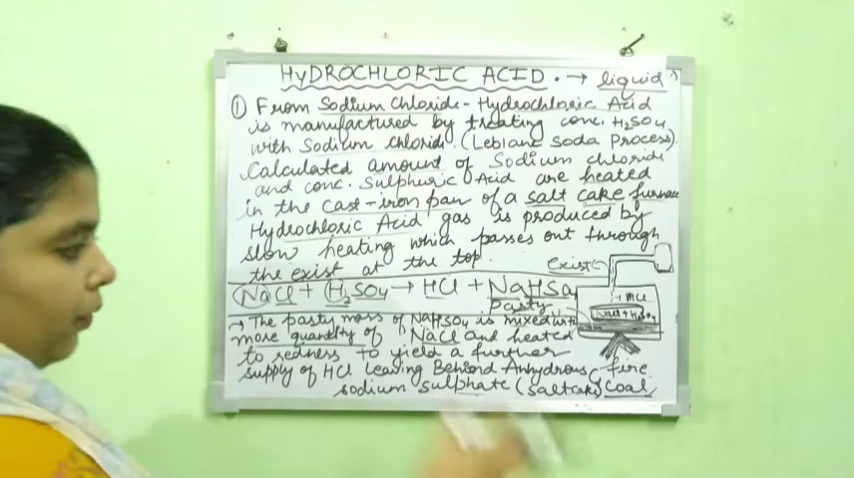 HyDROCHLORIC ACID. → liquid
① From Sodium Chloride - Hydrochloric Acid
is manufactured by treating conc. H2SO4
with Sodium chloride. (Leblanc Soda Process)
Calculated amount of Sodium chloride
and conc. Sulphuric Acid are heated
in the cast-iron pan of a salt cake furnace
Hydrochloric Acid gas is produced by
slow heating which passes out through
the exist at the top.
exist
NaCl + H2SO4 → HCl + NaHSO4
Pasty
HCl
NaCl + H2SO4
→ The pasty mass of NaHSO4 is mixed with
more quantity of NaCl and heated
to redness to yield a further
supply of HCl Leaving Behind Anhydrous
sodium sulphate (Saltcake)
fire
coal